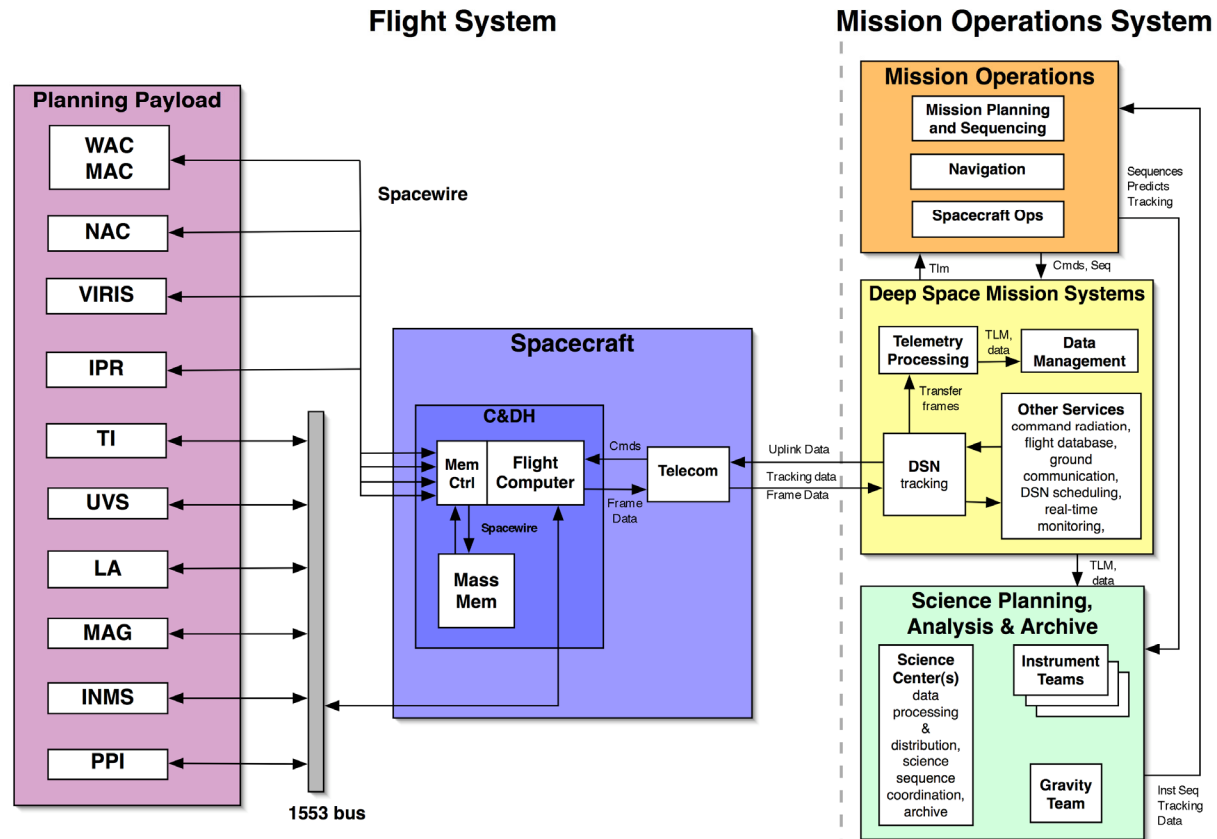 Flight System
Mission Operations System
Planning Payload
WAC
MAC
NAC
VIRIS
IPR
TI
UVS
LA
MAG
INMS
PPI
Spacewire
1553 bus
Spacecraft
C&DH
Mem
Ctrl
Flight
Computer
Spacewire
Mass
Mem
Cmds
Frame
Data
Telecom
Uplink Data
Tracking data
Frame Data
Mission Operations
Mission Planning
and Sequencing
Navigation
Spacecraft Ops
Sequences
Predicts
Tracking
Tlm
Cmds, Seq
Deep Space Mission Systems
Telemetry
Processing
TLM,
data
Data
Management
Transfer
frames
DSN
tracking
Other Services
command radiation,
flight database,
ground
communication,
DSN scheduling,
real-time
monitoring,
TLM,
data
Science Planning,
Analysis & Archive
Science
Center(s)
data
processing
&
distribution,
science
sequence
coordination,
archive
Instrument
Teams
Gravity
Team
Inst Seq
Tracking
Data